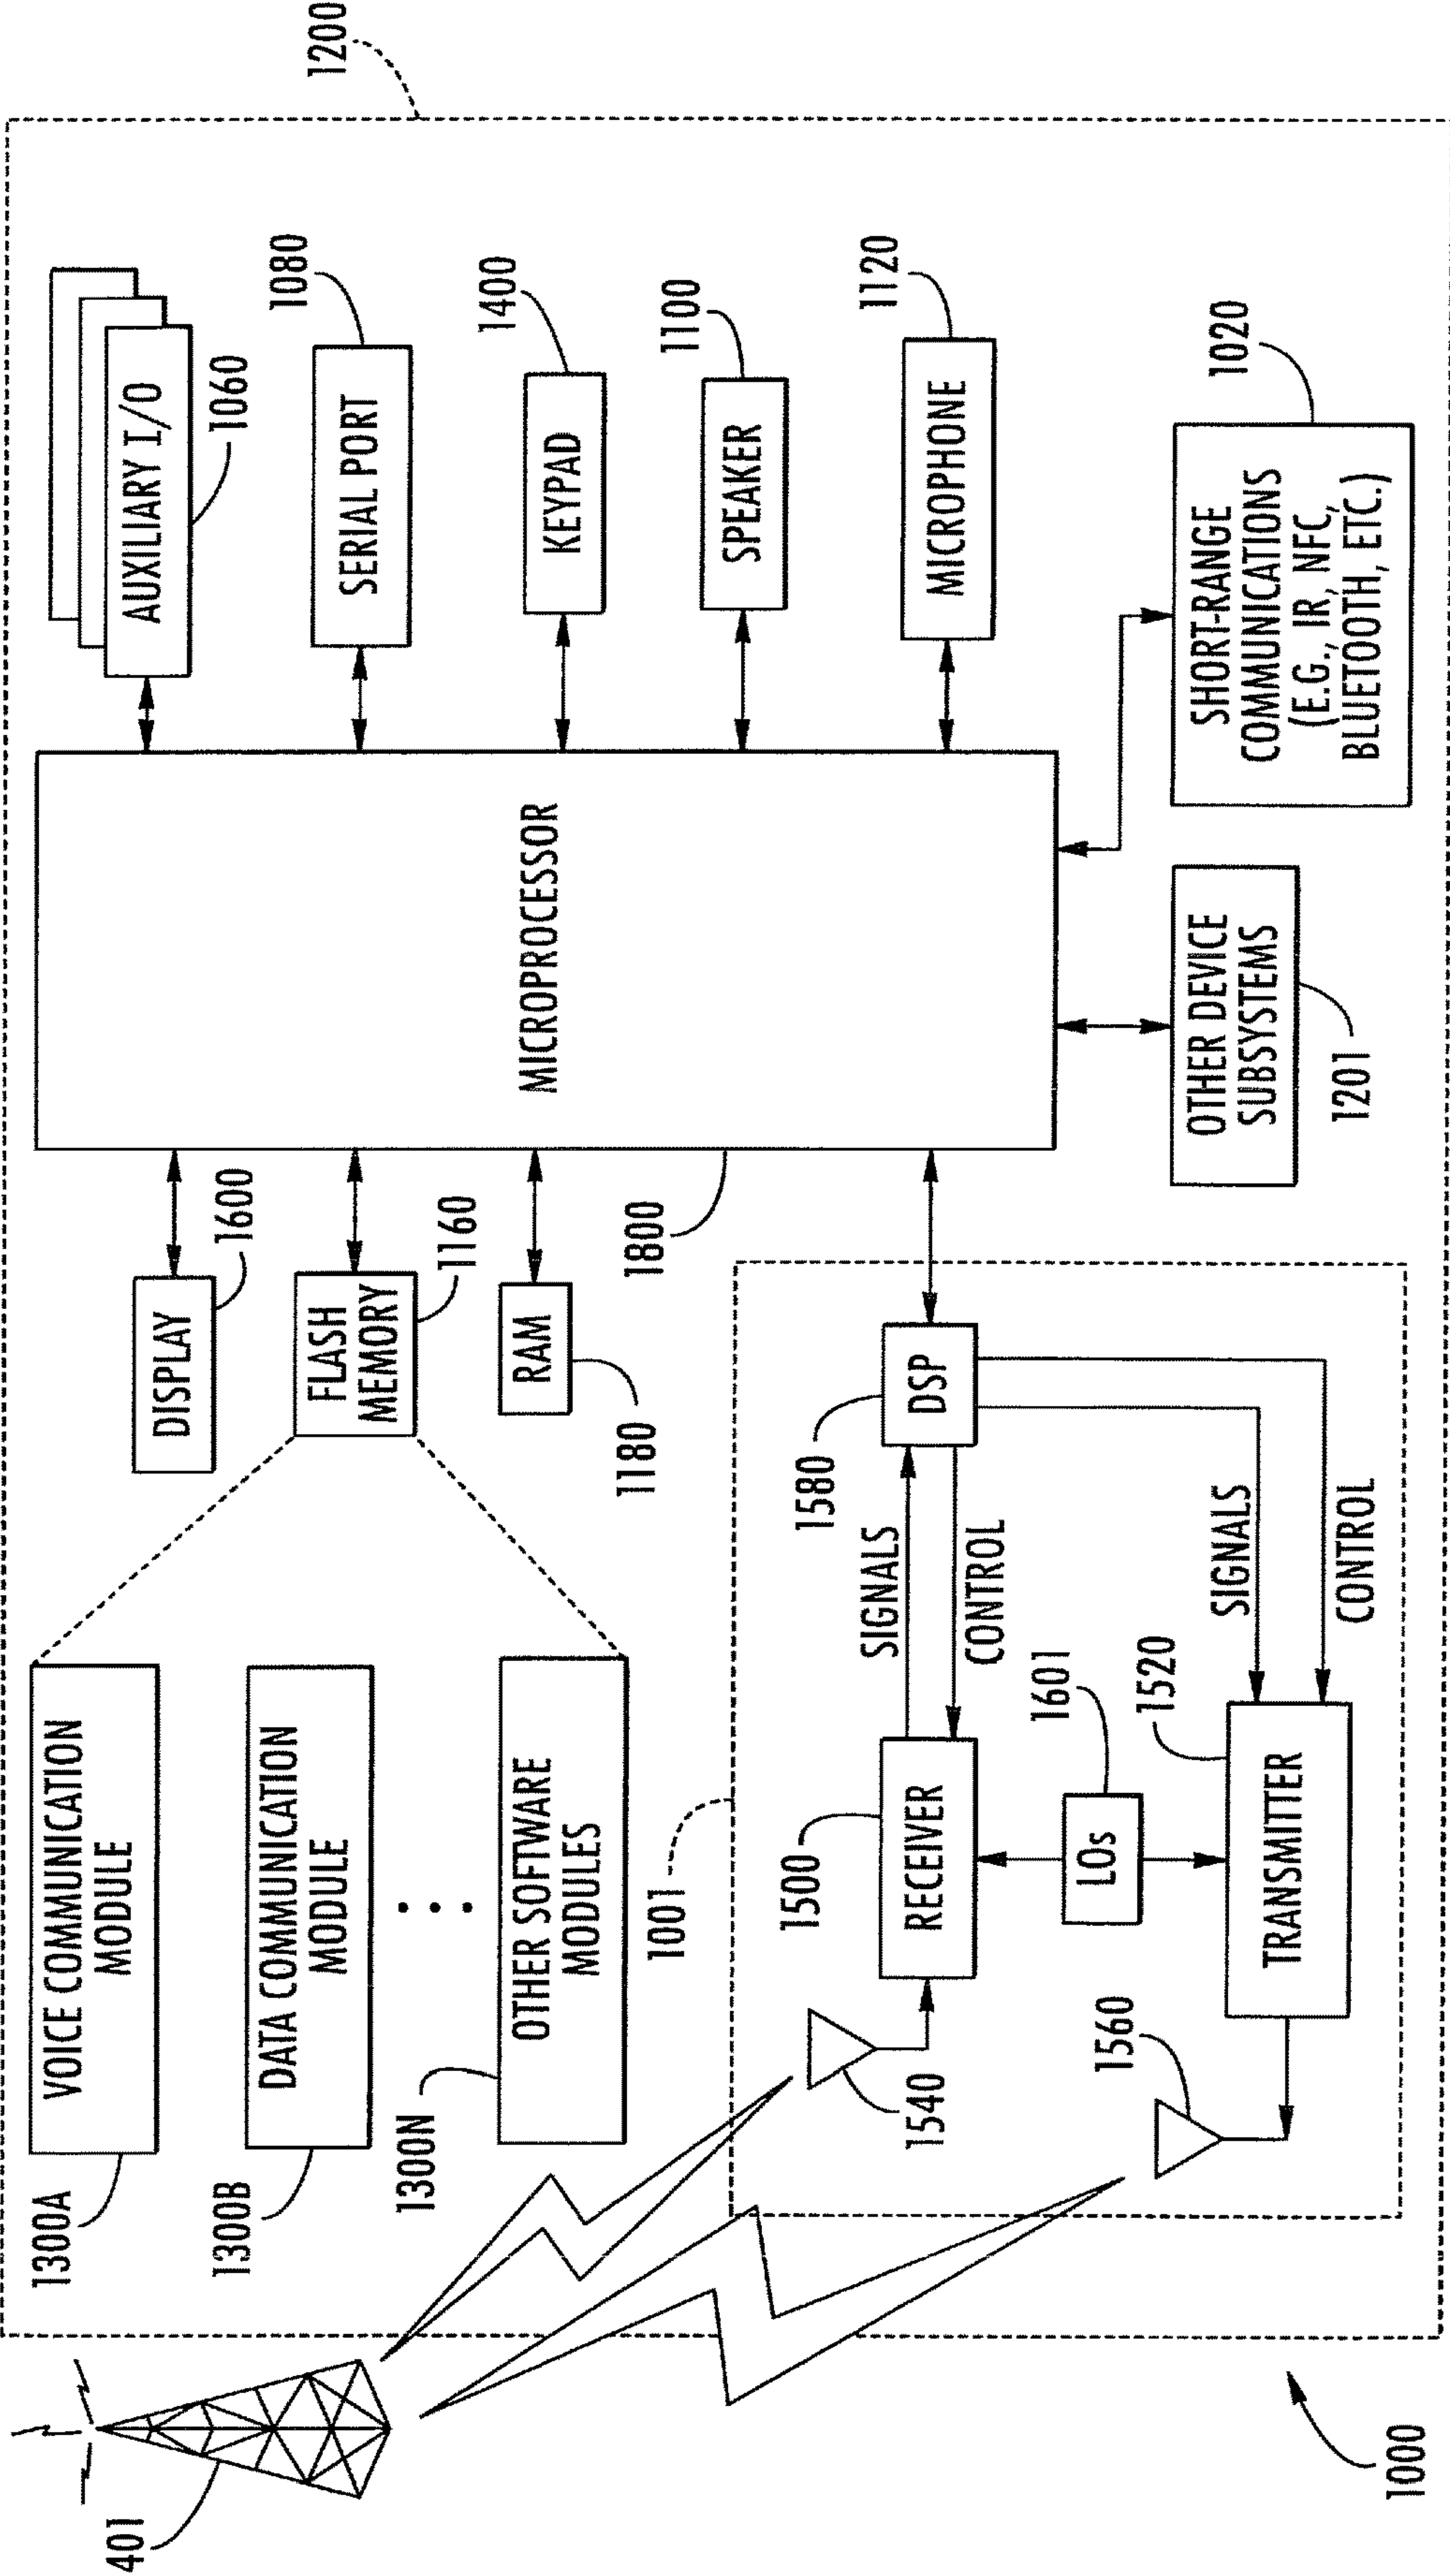 1200
AUXILIARY I/O
1060
SERIAL PORT
1080
KEYPAD
1400
SPEAKER
1100
MICROPHONE
1120
SHORT-RANGE
COMMUNICATIONS
(E.G., IR, NFC,
BLUETOOTH, ETC.)
1020
MICROPROCESSOR
1800
OTHER DEVICE
SUBSYSTEMS
1201
DISPLAY
1600
FLASH
MEMORY
1160
RAM
1180
VOICE COMMUNICATION
MODULE
1300A
DATA COMMUNICATION
MODULE
1300B
OTHER SOFTWARE
MODULES
1300N
1001
DSP
1580
SIGNALS
CONTROL
SIGNALS
CONTROL
RECEIVER
1500
LOs
1601
TRANSMITTER
1520
1540
1560
401
1000